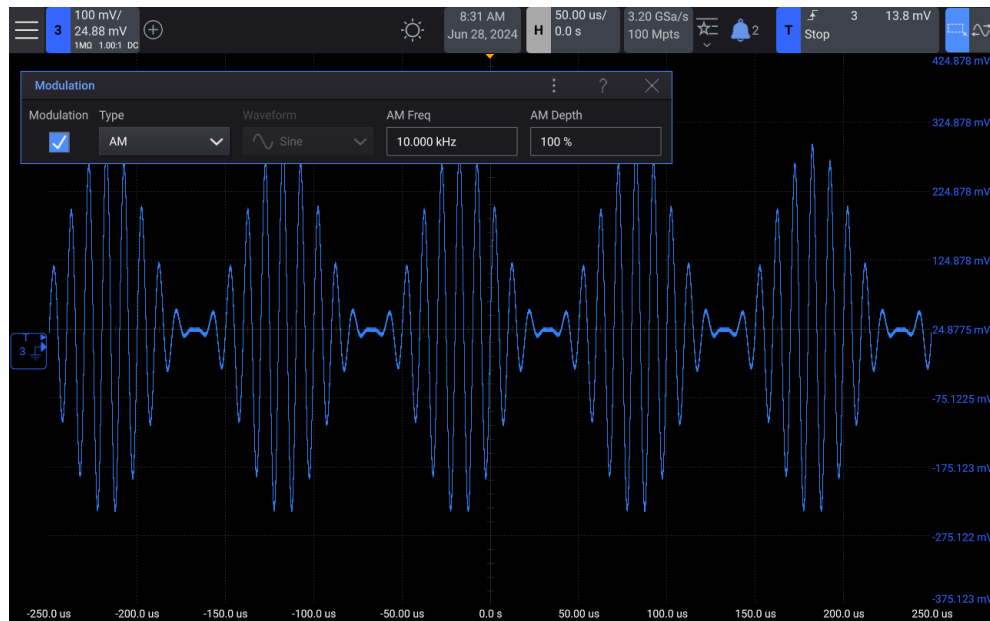 3
100 mV/
24.88 mV
1MΩ 1.00:1 DC
8:31 AM
Jun 28, 2024
H
50.00 us/
0.0 s
3.20 GSa/s
100 Mpts
2
T
3
13.8 mV
Stop
Modulation
?
Modulation
Type
Waveform
AM Freq
AM Depth
AM
Sine
10.000 kHz
100 %
424.878 mV
324.878 mV
224.878 mV
124.878 mV
24.8775 mV
-75.1225 mV
-175.123 mV
-275.122 mV
-375.123 mV
T
3
-250.0 us
-200.0 us
-150.0 us
-100.0 us
-50.00 us
0.0 s
50.00 us
100.0 us
150.0 us
200.0 us
250.0 us